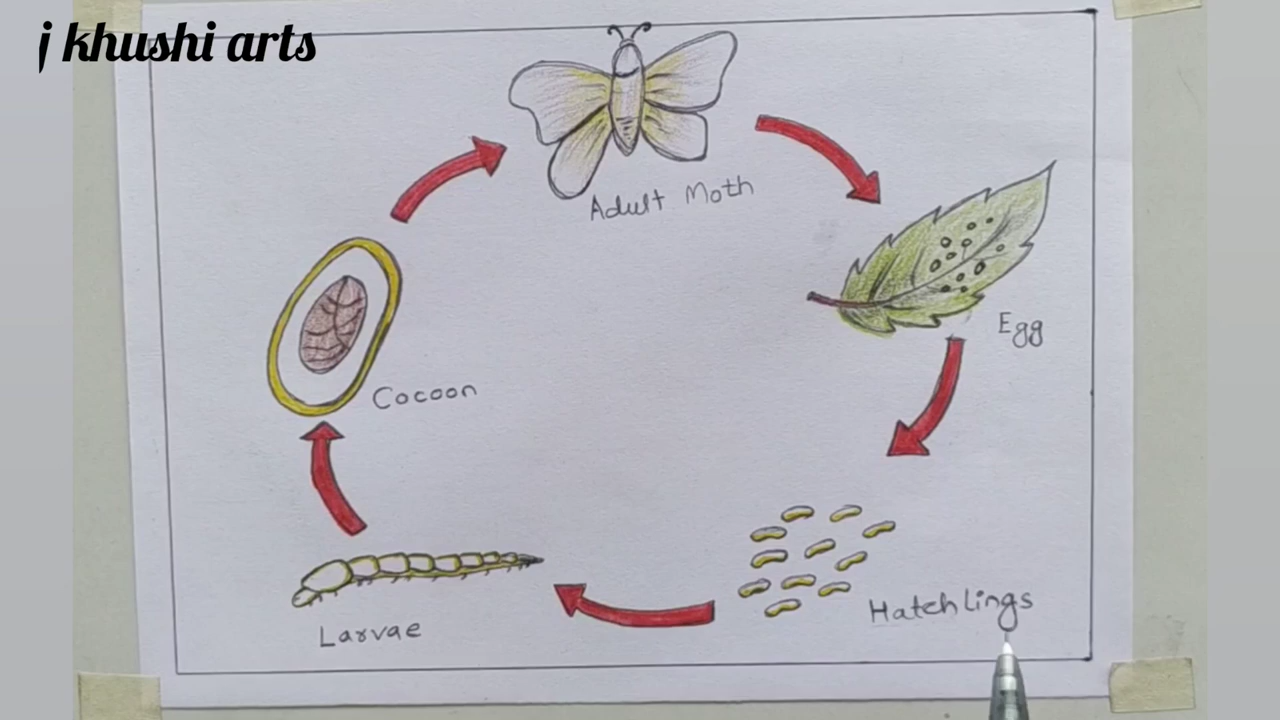 j khushi arts
Adult Moth
Egg
Cocoon
Hatchlings
Larvae